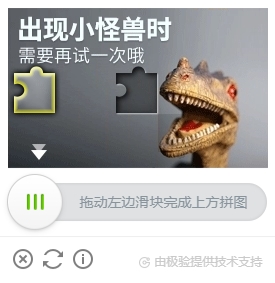 出现小怪兽时
需要再试一次哦
拖动左边滑块完成上方拼图
由极验提供技术支持